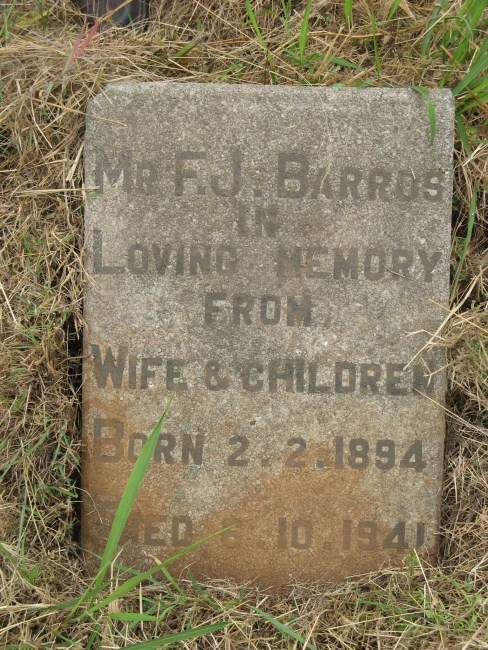 MR F.J. BARROS
IN
LOVING MEMORY
FROM
WIFE & CHILDREN
BORN 2.2.1894
DIED 10.1941